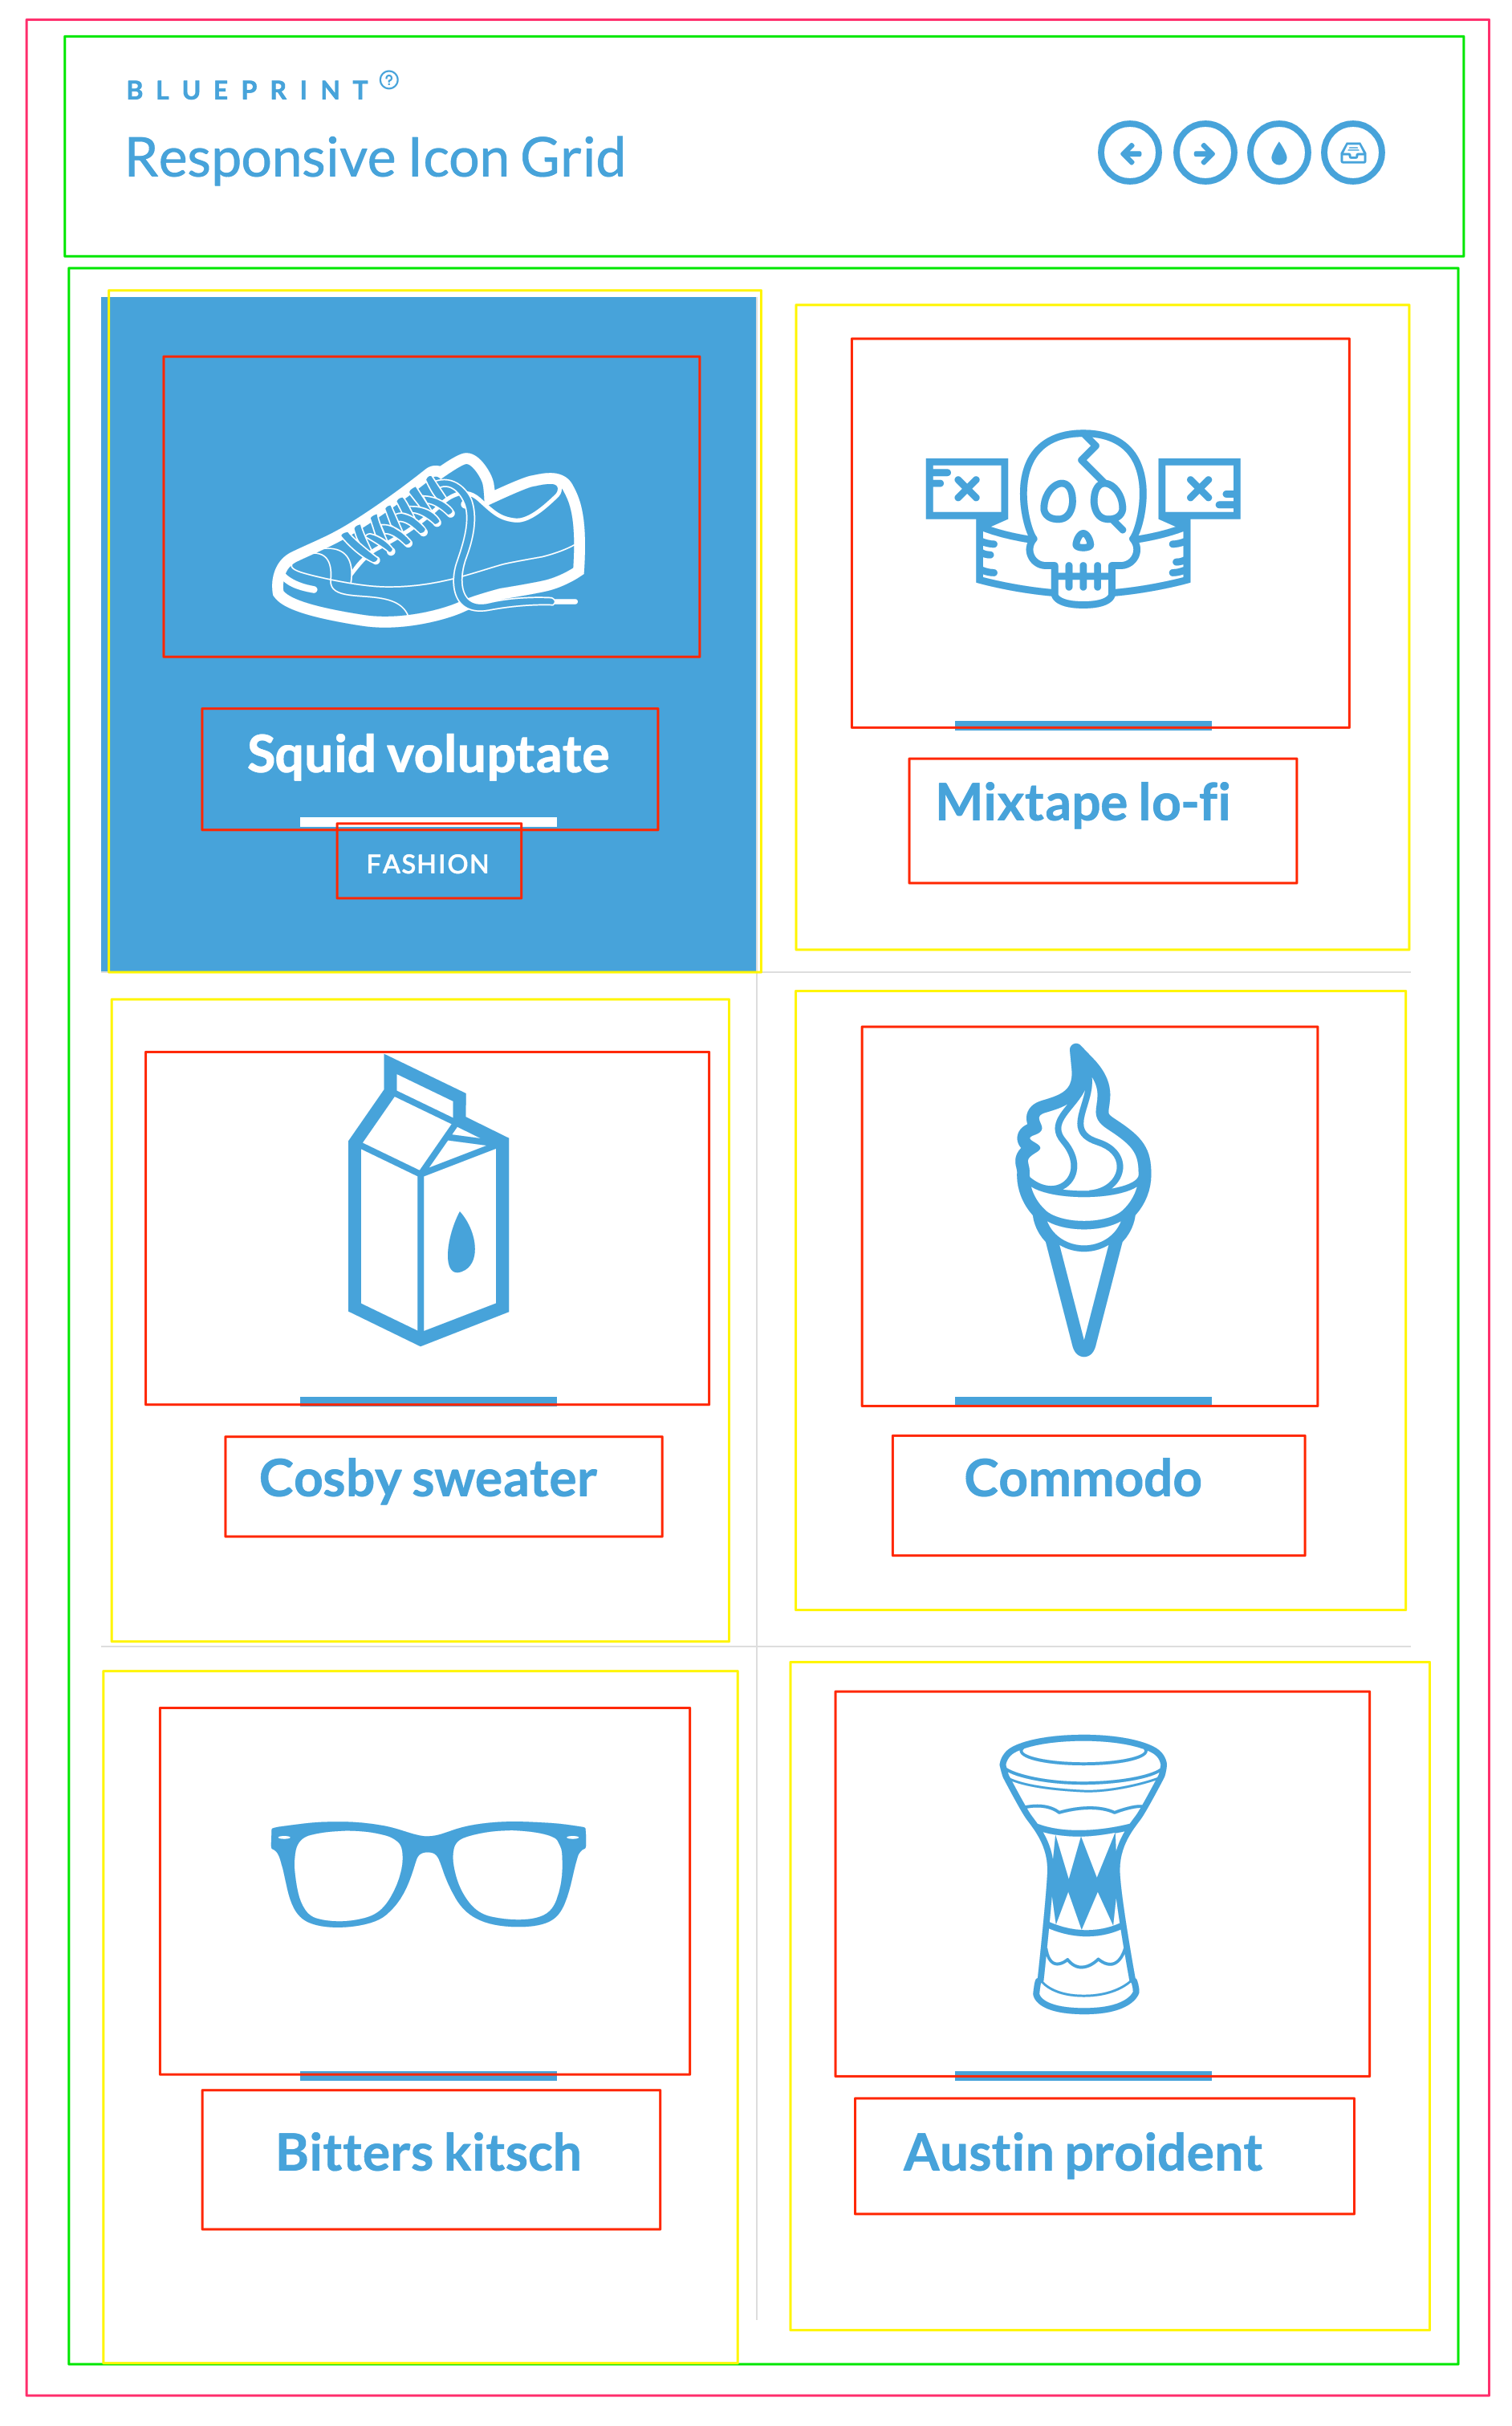 BLUEPRINT
Responsive Icon Grid
Squid voluptate
FASHION
Mixtape lo-fi
Cosby sweater
Commodo
Bitters kitsch
Austin proident